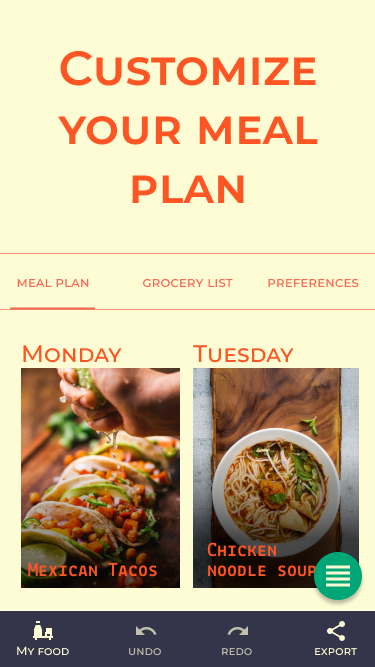 Customize
your meal
plan
MEAL PLAN GROCERY LIST PREFERENCES
Monday Tuesday
Mexican Tacos
Chicken
noodle soup
My food undo redo export